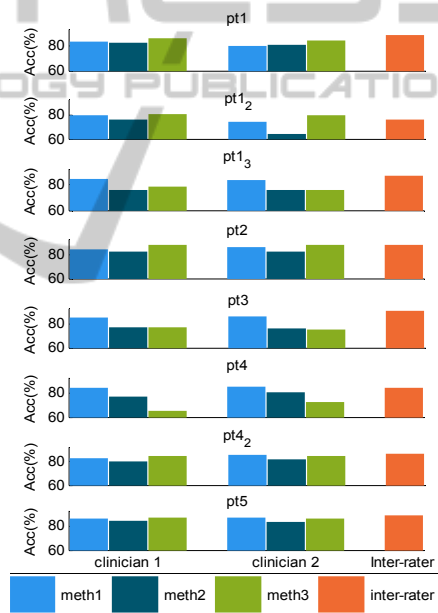 pt1
Acc(%)
80
60
OGY PUBLICATIO
pt1₂
Acc(%)
80
60
pt1₃
Acc(%)
80
60
pt2
Acc(%)
80
60
pt3
Acc(%)
80
60
pt4
Acc(%)
80
60
pt4₂
Acc(%)
80
60
pt5
Acc(%)
80
60
clinician 1 clinician 2 Inter-rater
meth1 meth2 meth3 inter-rater